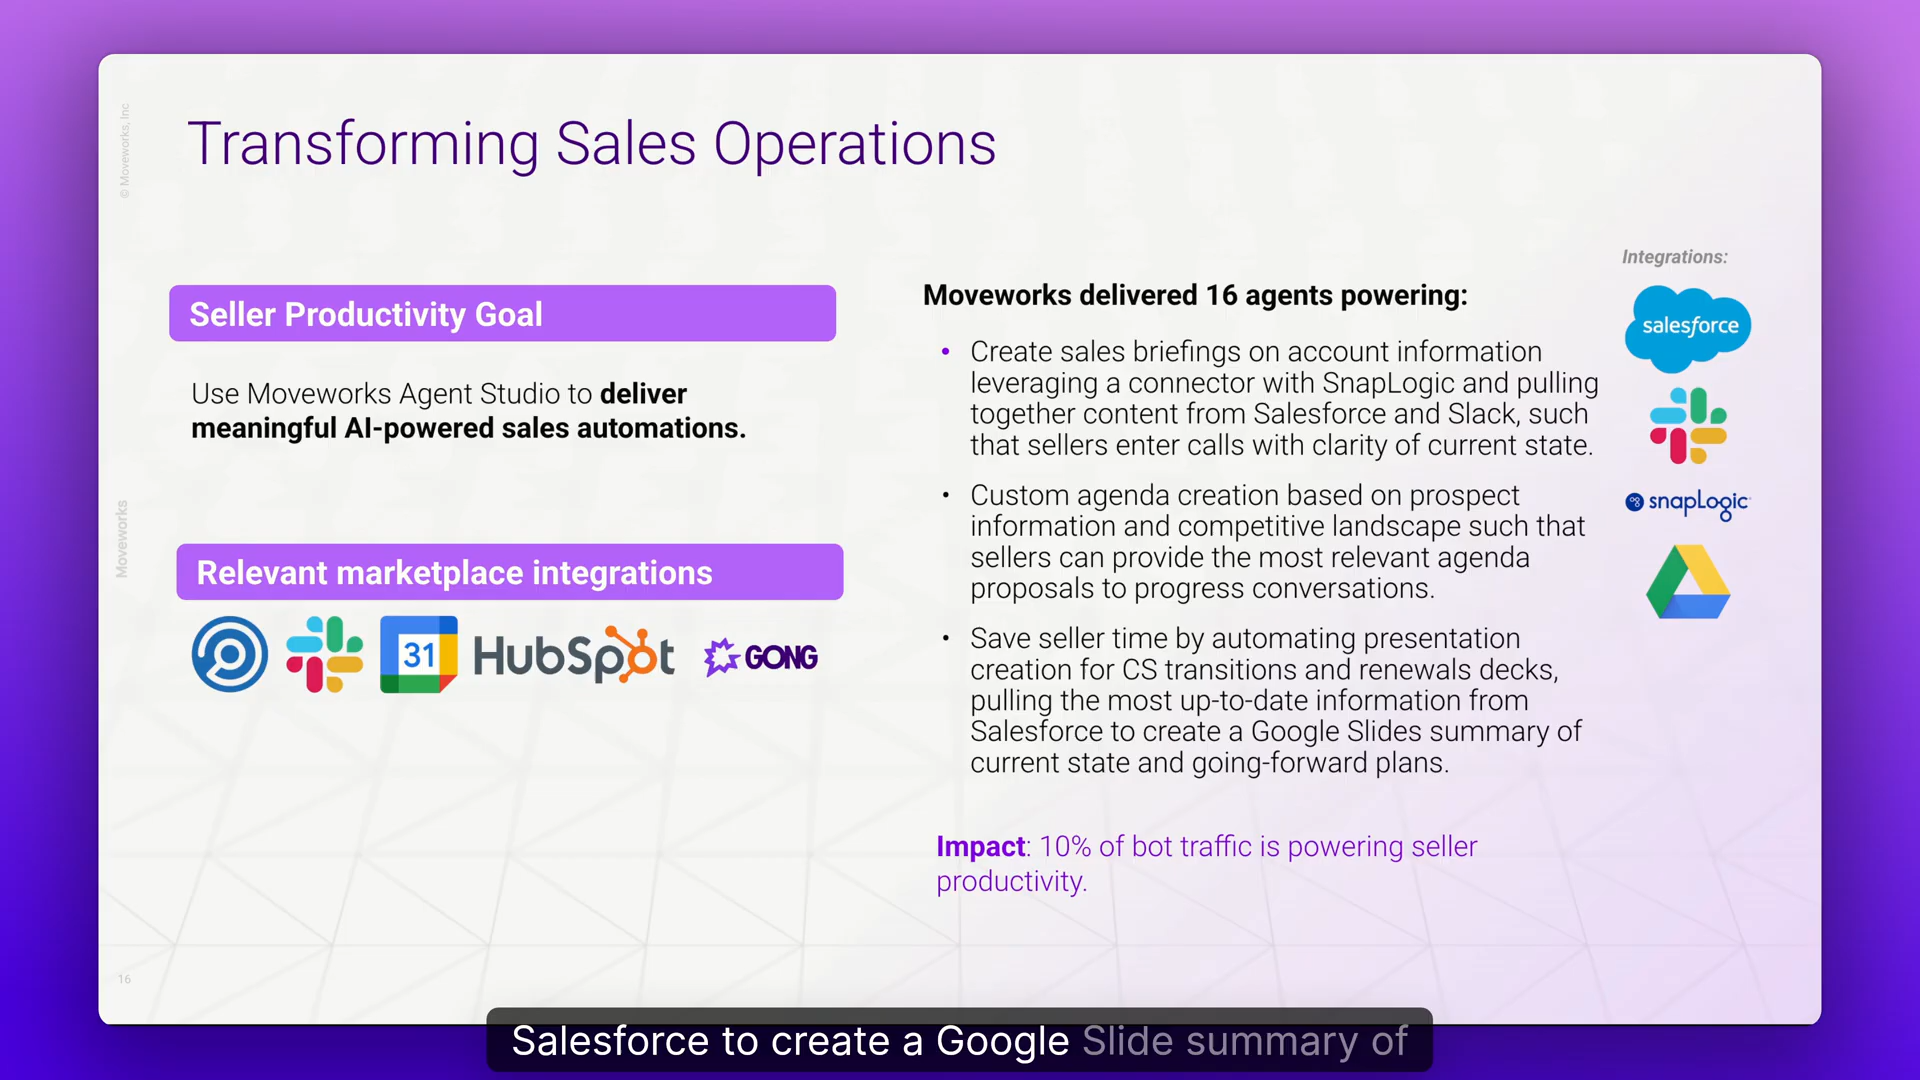 © Moveworks, Inc
Transforming Sales Operations
Seller Productivity Goal
Use Moveworks Agent Studio to deliver
meaningful AI-powered sales automations.
Moveworks
Relevant marketplace integrations
31
HubSpot
GONG
Moveworks delivered 16 agents powering:
• Create sales briefings on account information
leveraging a connector with SnapLogic and pulling
together content from Salesforce and Slack, such
that sellers enter calls with clarity of current state.
• Custom agenda creation based on prospect
information and competitive landscape such that
sellers can provide the most relevant agenda
proposals to progress conversations.
• Save seller time by automating presentation
creation for CS transitions and renewals decks,
pulling the most up-to-date information from
Salesforce to create a Google Slides summary of
current state and going-forward plans.
Impact: 10% of bot traffic is powering seller
productivity.
Integrations:
salesforce
snapLogic
16
Salesforce to create a Google Slide summary of